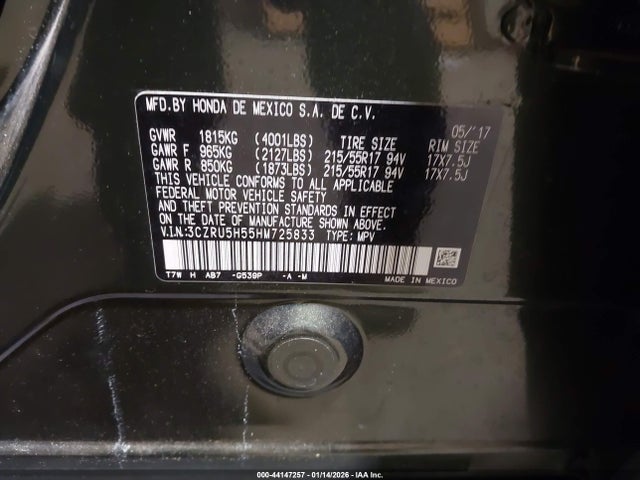 MFD.BY HONDA DE MEXICO S.A. DE C.V.
05/'17
GVWR 1815KG (4001LBS) TIRE SIZE RIM SIZE
GAWR F 965KG (2127LBS) 215/55R17 94V 17X7.5J
GAWR R 850KG (1873LBS) 215/55R17 94V 17X7.5J
THIS VEHICLE CONFORMS TO ALL APPLICABLE
FEDERAL MOTOR VEHICLE SAFETY
AND THEFT PREVENTION STANDARDS IN EFFECT
ON THE DATE OF MANUFACTURE SHOWN ABOVE.
V.I.N:3CZRU5H55HM725833 TYPE: MPV
T7W H AB7 -G539P -A -M
MADE IN MEXICO
000-44147257 - 01/14/2026 - IAA Inc.